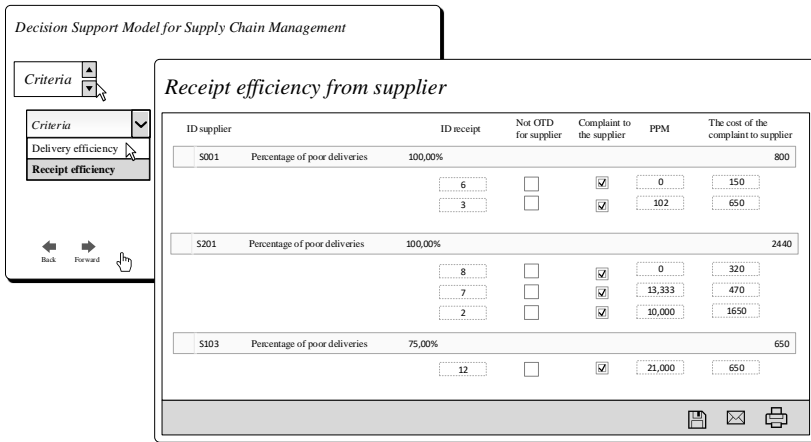 Decision Support Model for Supply Chain Management
Criteria
Criteria
Delivery efficiency
Receipt efficiency
Back Forward
Receipt efficiency from supplier
ID supplier ID receipt Not OTD for supplier Complaint to the supplier PPM The cost of the complaint to supplier
S001 Percentage of poor deliveries 100,00% 800
6 0 150
3 102 650
S201 Percentage of poor deliveries 100,00% 2440
8 0 320
7 13,333 470
2 10,000 1650
S103 Percentage of poor deliveries 75,00% 650
12 21,000 650